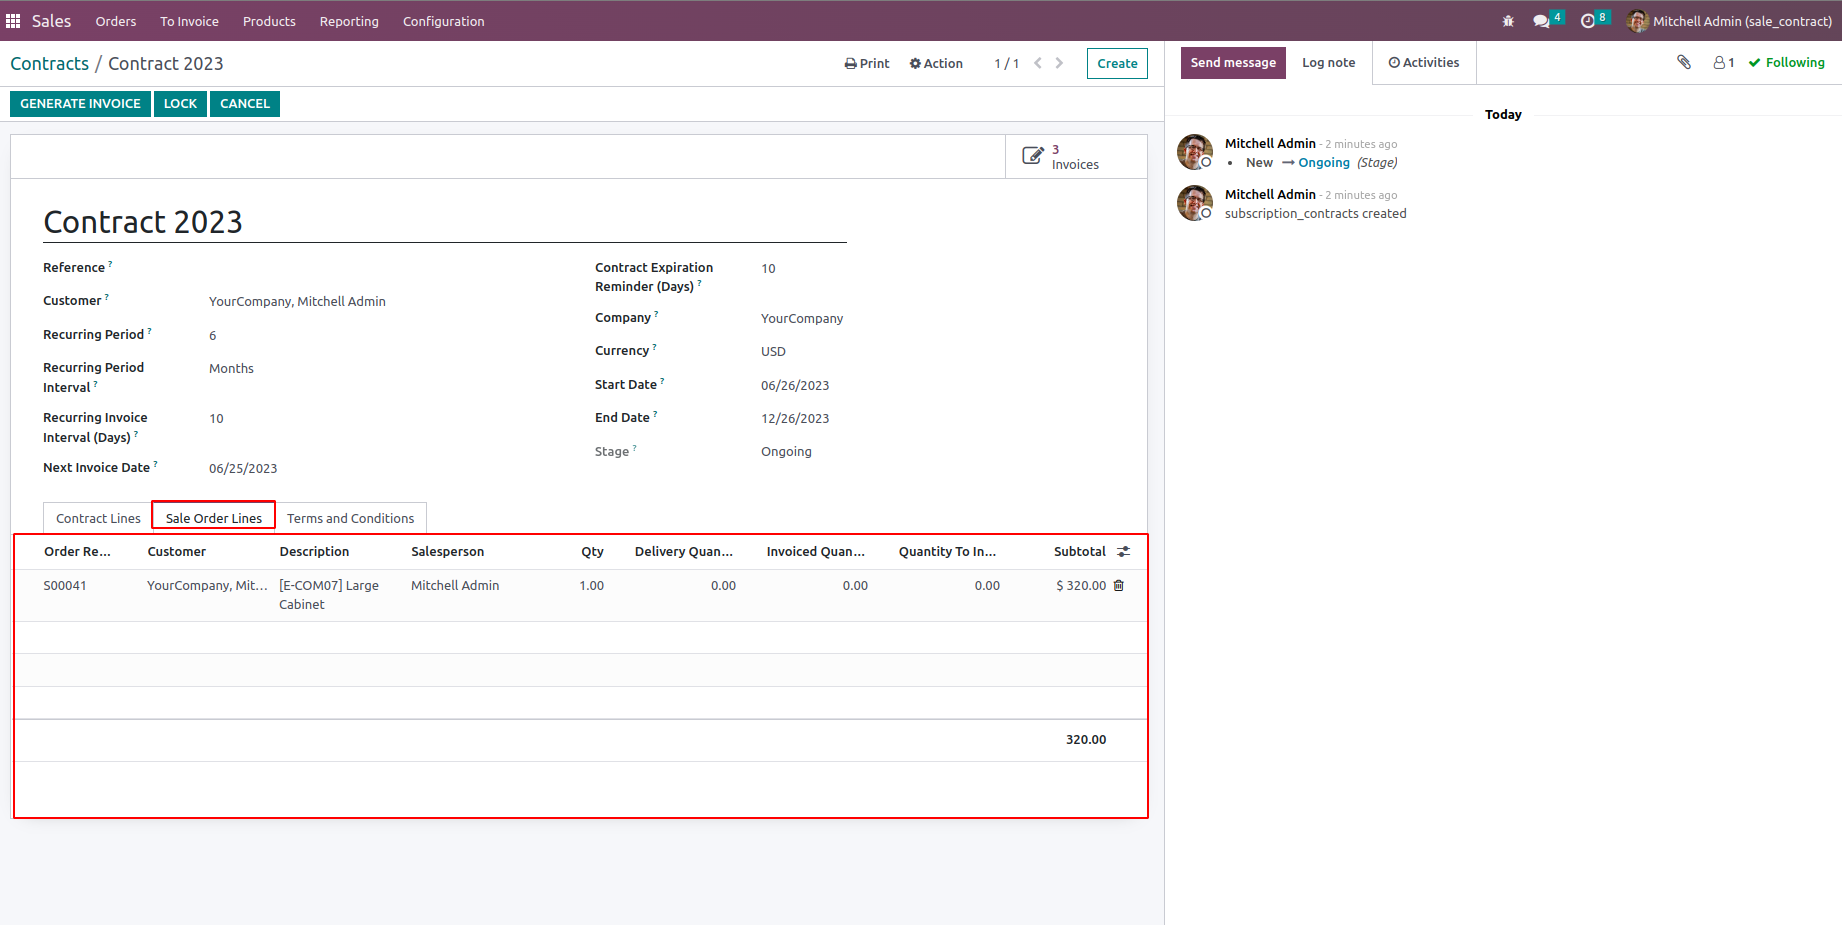 Sales Orders To Invoice Products Reporting Configuration 4 8 Mitchell Admin (sale_contract)
Contracts / Contract 2023 Print Action 1 / 1 Create
GENERATE INVOICE LOCK CANCEL
3
Invoices
Contract 2023
Reference ?
Customer ? YourCompany, Mitchell Admin
Recurring Period ? 6
Recurring Period
Interval ? Months
Recurring Invoice
Interval (Days) ? 10
Next Invoice Date ? 06/25/2023
Contract Expiration
Reminder (Days) ? 10
Company ? YourCompany
Currency ? USD
Start Date ? 06/26/2023
End Date ? 12/26/2023
Stage ? Ongoing
Contract Lines Sale Order Lines Terms and Conditions
Order Re... Customer Description Salesperson Qty Delivery Quan... Invoiced Quan... Quantity To In... Subtotal
S00041 YourCompany, Mit... [E-COM07] Large Mitchell Admin 1.00 0.00 0.00 0.00 $ 320.00
Cabinet
320.00
Send message Log note Activities 1 Following
Today
Mitchell Admin - 2 minutes ago
• New → Ongoing (Stage)
Mitchell Admin - 2 minutes ago
subscription_contracts created